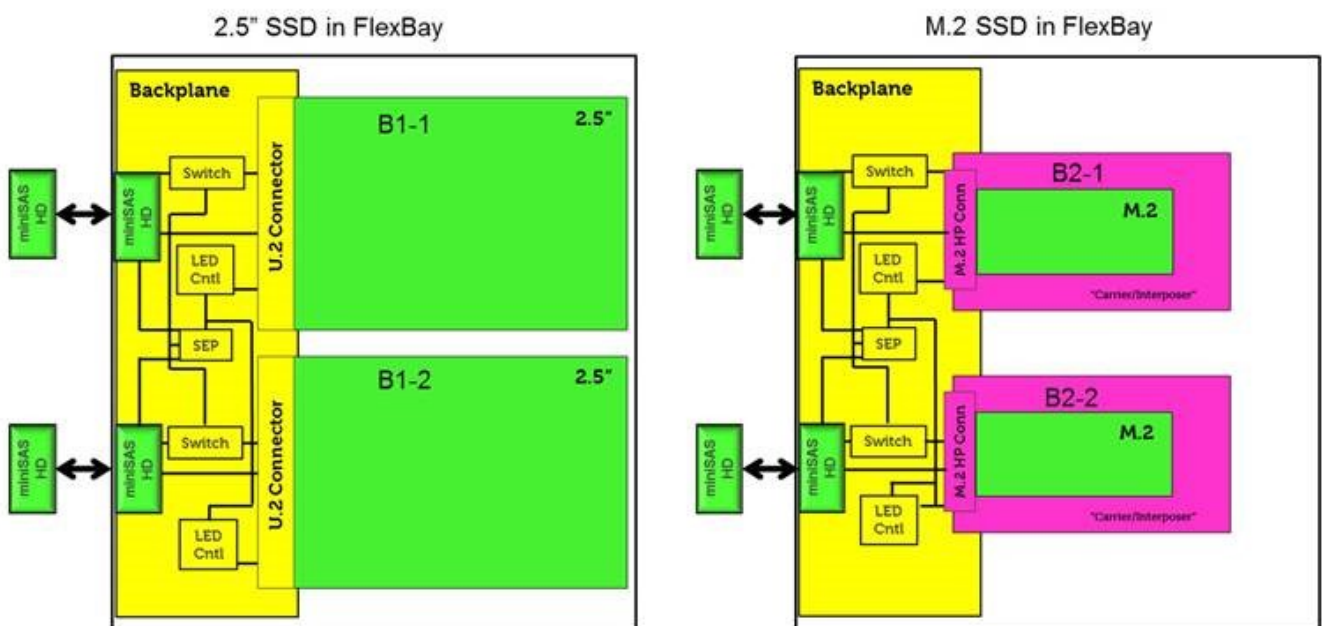 2.5” SSD in FlexBay
Backplane
B1-1
2.5”
Switch
miniSAS
HD
miniSAS
HD
U.2 Connector
LED
Cntl
SEP
B1-2
2.5”
Switch
miniSAS
HD
miniSAS
HD
U.2 Connector
LED
Cntl
M.2 SSD in FlexBay
Backplane
Switch
B2-1
M.2
miniSAS
HD
miniSAS
HD
M.2 HP Conn
LED
Cntl
"Carrier/Interposer"
SEP
B2-2
M.2
Switch
miniSAS
HD
miniSAS
HD
M.2 HP Conn
LED
Cntl
"Carrier/Interposer"